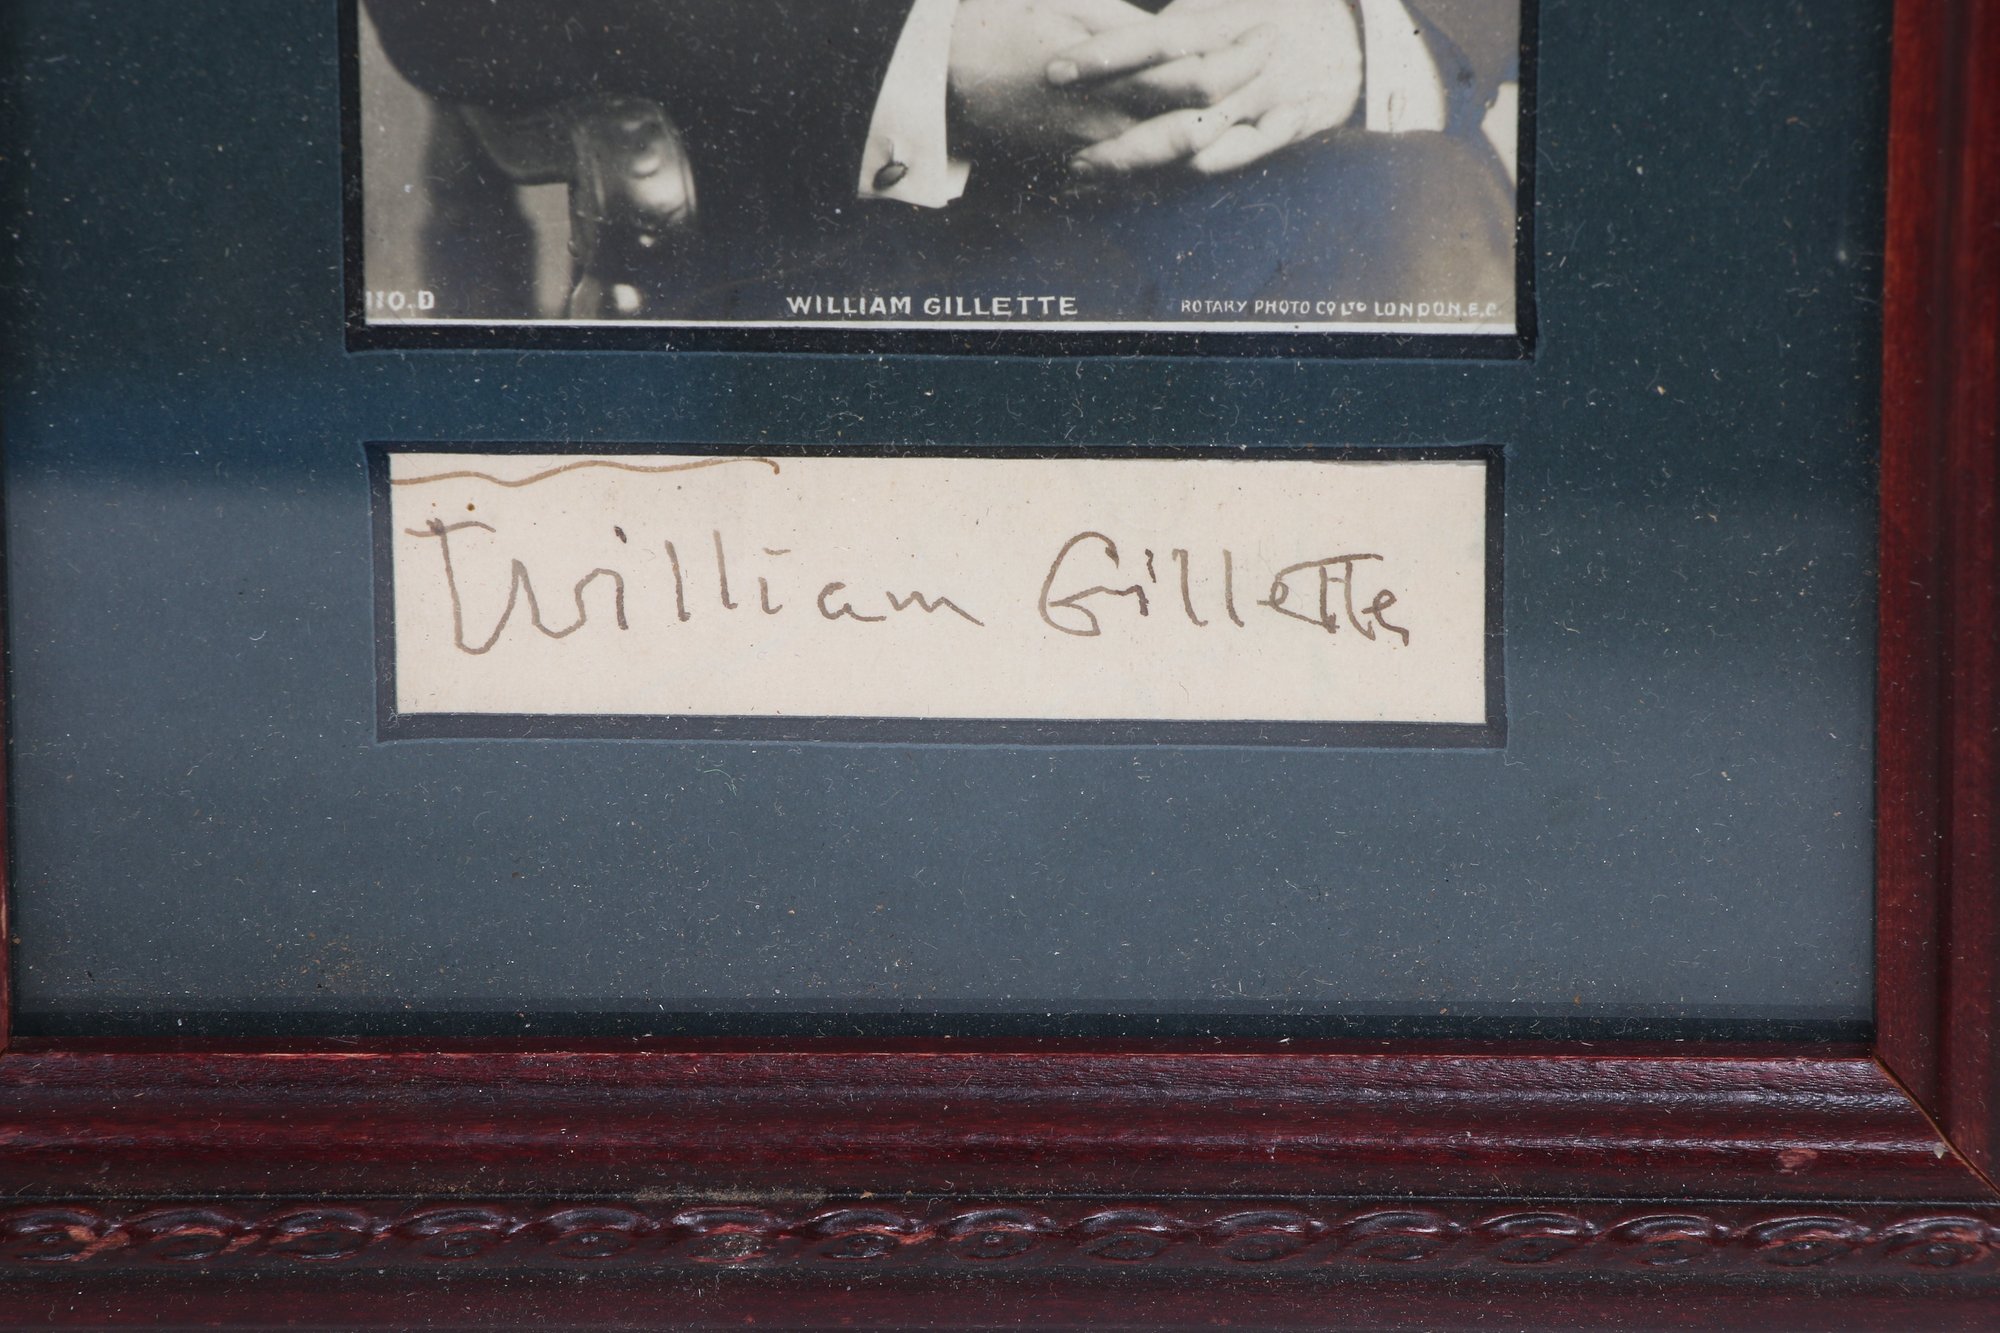 110.D WILLIAM GILLETTE ROTARY PHOTO CO LTD LONDON.E.C.
William Gillette